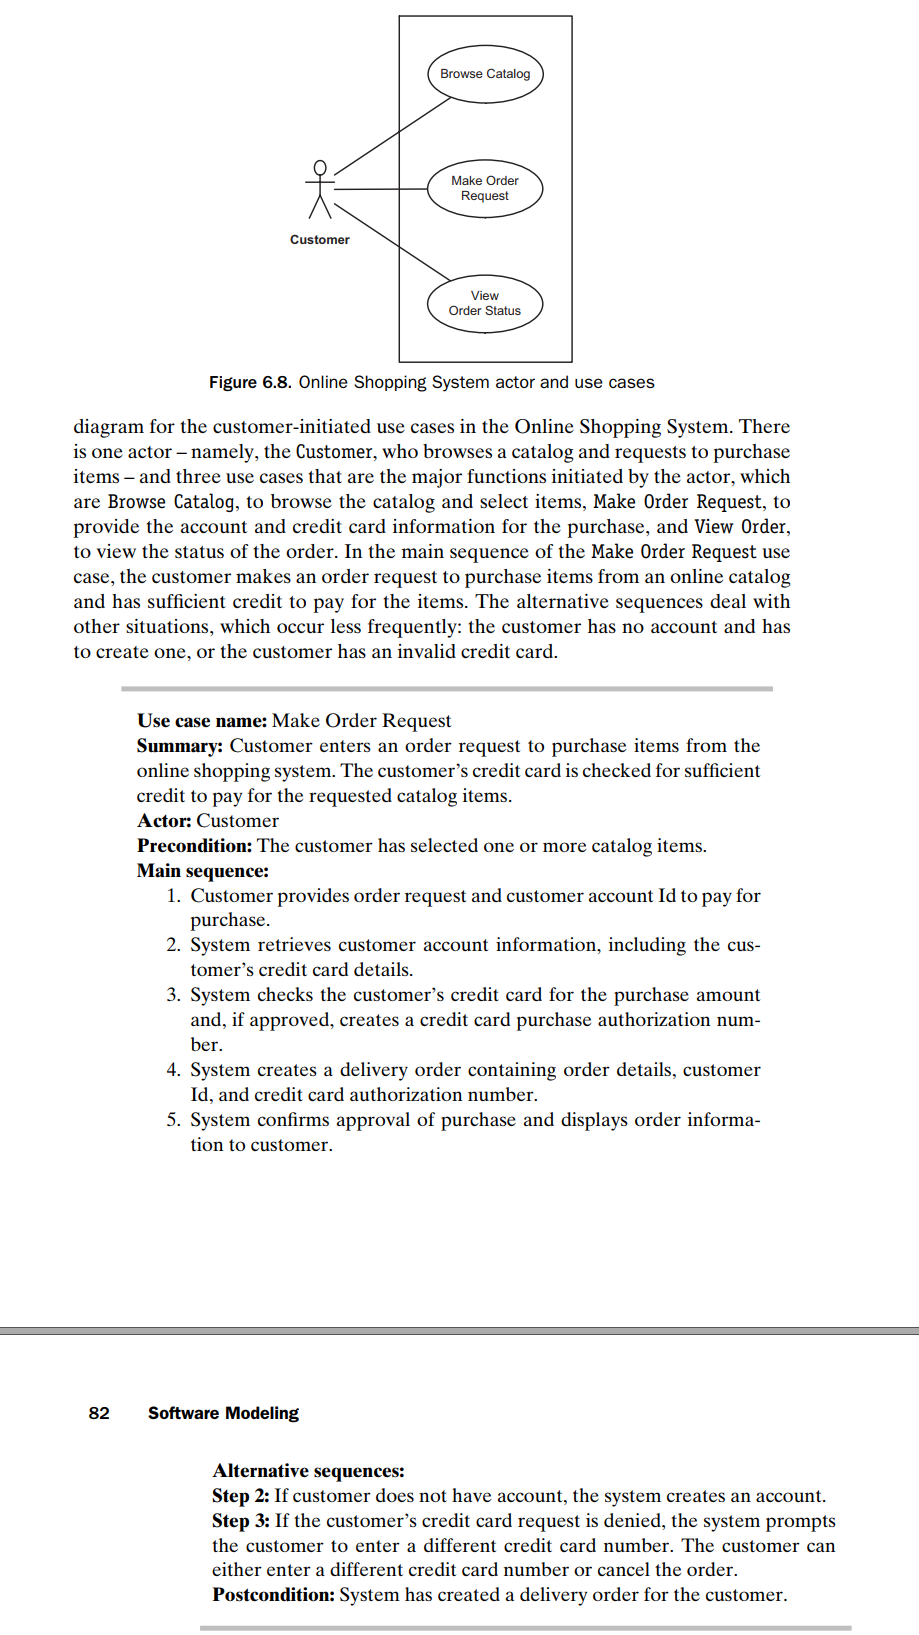 Browse Catalog
Make Order
Request
Customer
View
Order Status
Figure 6.8. Online Shopping System actor and use cases
diagram for the customer-initiated use cases in the Online Shopping System. There
is one actor – namely, the Customer, who browses a catalog and requests to purchase
items – and three use cases that are the major functions initiated by the actor, which
are Browse Catalog, to browse the catalog and select items, Make Order Request, to
provide the account and credit card information for the purchase, and View Order,
to view the status of the order. In the main sequence of the Make Order Request use
case, the customer makes an order request to purchase items from an online catalog
and has sufficient credit to pay for the items. The alternative sequences deal with
other situations, which occur less frequently: the customer has no account and has
to create one, or the customer has an invalid credit card.
Use case name: Make Order Request
Summary: Customer enters an order request to purchase items from the
online shopping system. The customer’s credit card is checked for sufficient
credit to pay for the requested catalog items.
Actor: Customer
Precondition: The customer has selected one or more catalog items.
Main sequence:
1. Customer provides order request and customer account Id to pay for
purchase.
2. System retrieves customer account information, including the cus-
tomer’s credit card details.
3. System checks the customer’s credit card for the purchase amount
and, if approved, creates a credit card purchase authorization num-
ber.
4. System creates a delivery order containing order details, customer
Id, and credit card authorization number.
5. System confirms approval of purchase and displays order informa-
tion to customer.
82 Software Modeling
Alternative sequences:
Step 2: If customer does not have account, the system creates an account.
Step 3: If the customer’s credit card request is denied, the system prompts
the customer to enter a different credit card number. The customer can
either enter a different credit card number or cancel the order.
Postcondition: System has created a delivery order for the customer.